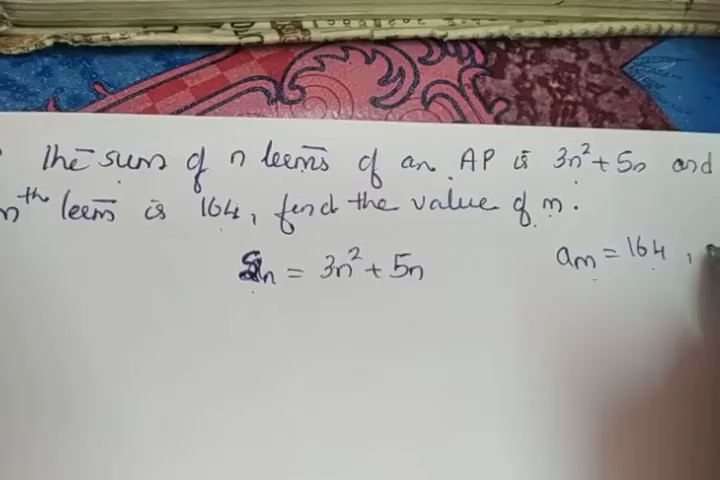 The sum of n terms of an AP is 3n² + 5n and
th term is 164, find the value of m.
Sn = 3n² + 5n am = 164 ,